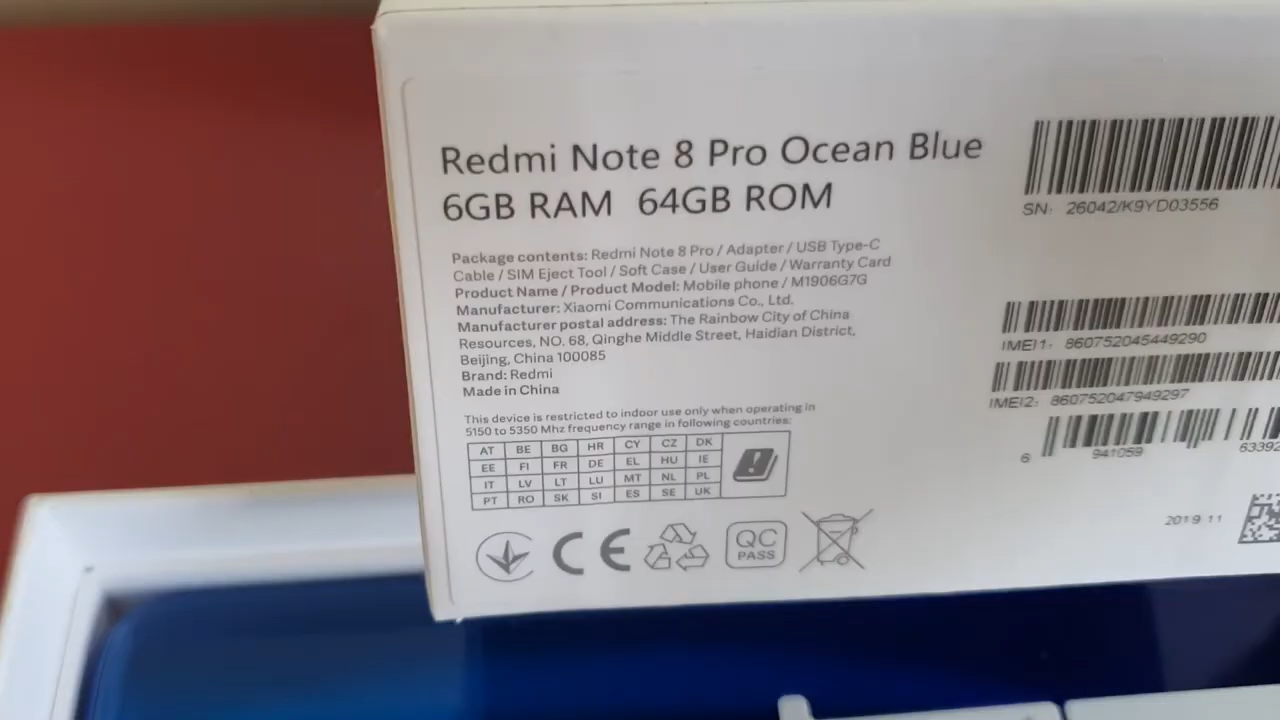 Redmi Note 8 Pro Ocean Blue
6GB RAM 64GB ROM
Package contents: Redmi Note 8 Pro / Adapter / USB Type-C
Cable / SIM Eject Tool / Soft Case / User Guide / Warranty Card
Product Name / Product Model: Mobile phone / M1906G7G
Manufacturer: Xiaomi Communications Co., Ltd.
Manufacturer postal address: The Rainbow City of China
Resources, NO. 68, Qinghe Middle Street, Haidian District,
Beijing, China 100085
Brand: Redmi
Made in China
This device is restricted to indoor use only when operating in
5150 to 5350 Mhz frequency range in following countries:
AT BE BG HR CY CZ DK
EE FI FR DE EL HU IE
IT LV LT LU MT NL PL
PT RO SK SI ES SE UK
CE
QC
PASS
SN: 26042/K9YD03556
IMEI1: 860752045449290
IMEI2: 860752047949297
6 941059 63392
2019 11